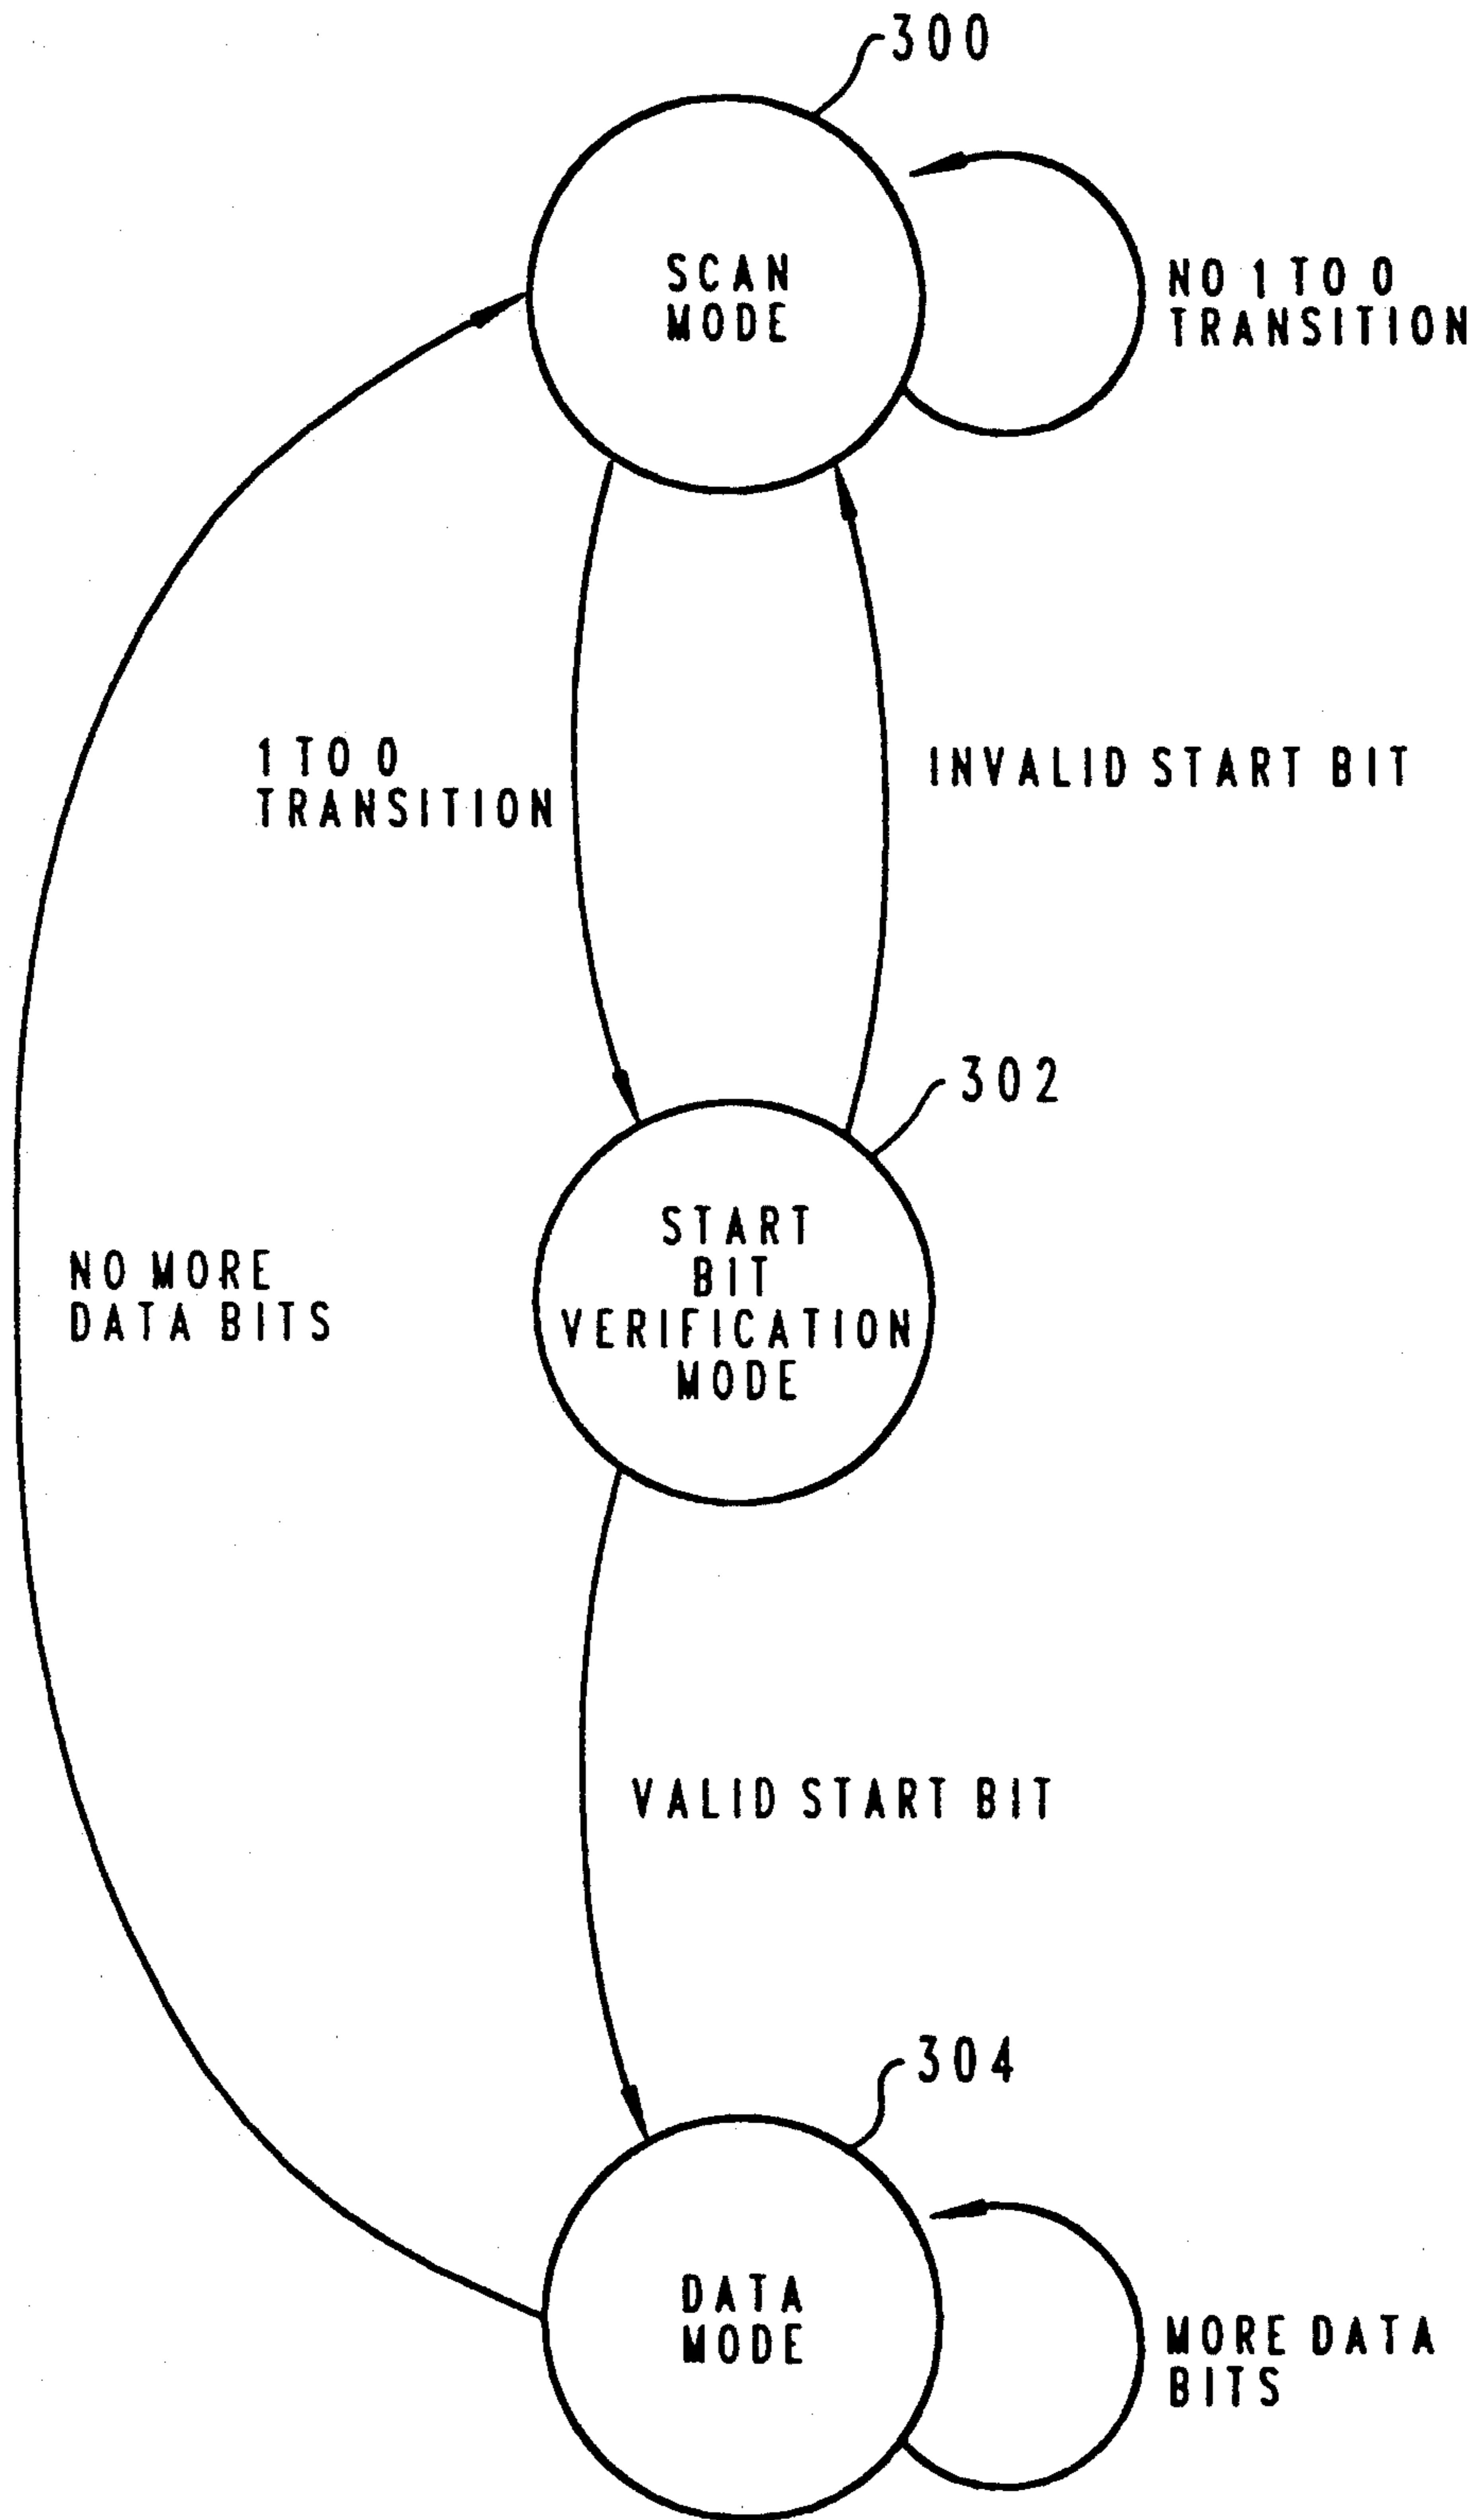 300
SCAN
MODE
NO 1 TO 0
TRANSITION
1 TO 0
TRANSITION
INVALID START BIT
302
START
BIT
VERIFICATION
MODE
NO MORE
DATA BITS
VALID START BIT
304
DATA
MODE
MORE DATA
BITS